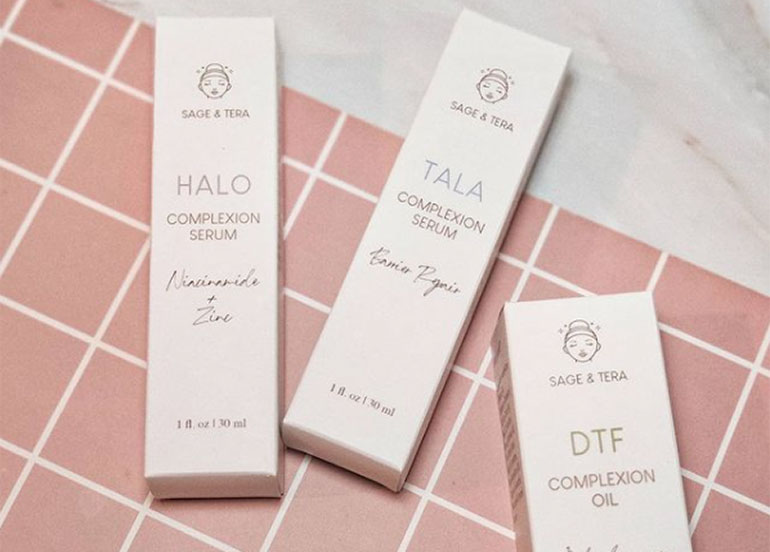 SAGE & TERA
HALO
COMPLEXION
SERUM
Niacinamide
+
Zinc
1 fl. oz | 30 ml
SAGE & TERA
TALA
COMPLEXION
SERUM
Barrier Repair
1 fl. oz | 30 ml
SAGE & TERA
DTF
COMPLEXION
OIL